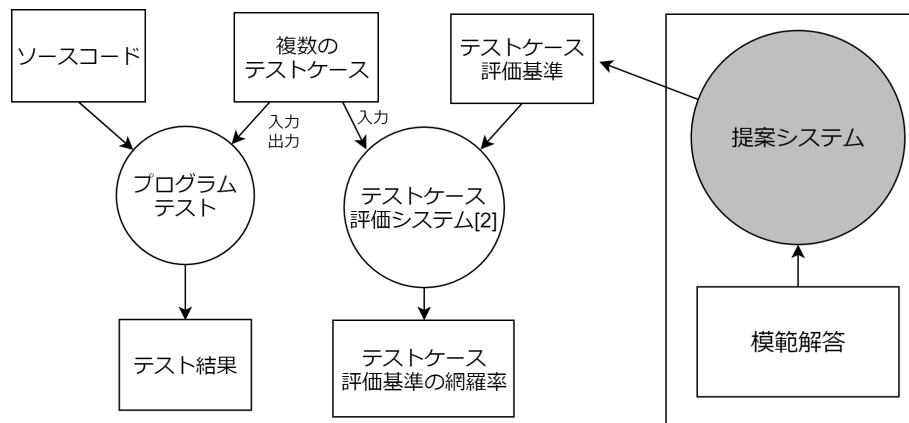 ソースコード
複数の
テストケース
テストケース
評価基準
入力
出力
入力
プログラム
テスト
テストケース
評価システム[2]
提案システム
テスト結果
テストケース
評価基準の網羅率
模範解答